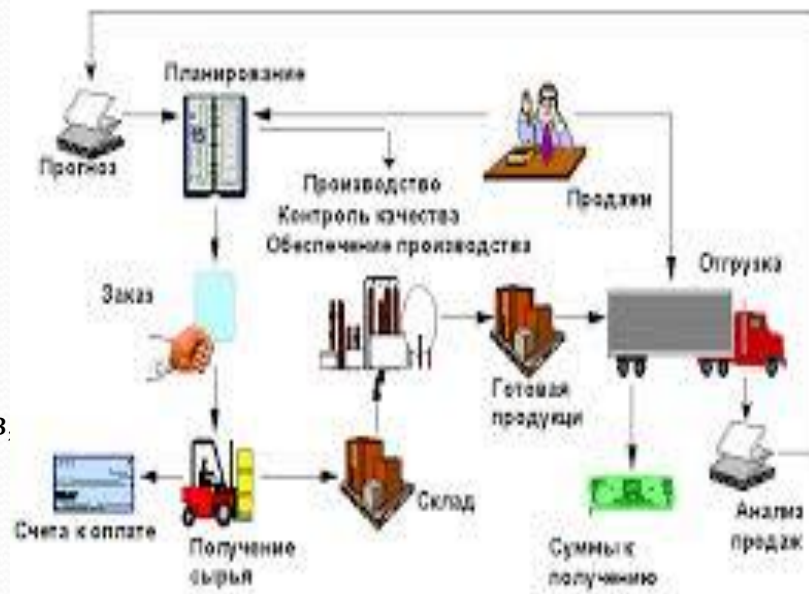 Планирование
Прогноз
Производство
Контроль качества
Обеспечение производства
Продажи
Отгрузка
Заказ
Готовая
продукци
в,
Счета к оплате
Получение
сырья
Склад
Суммы к
получению
Анализ
продаж